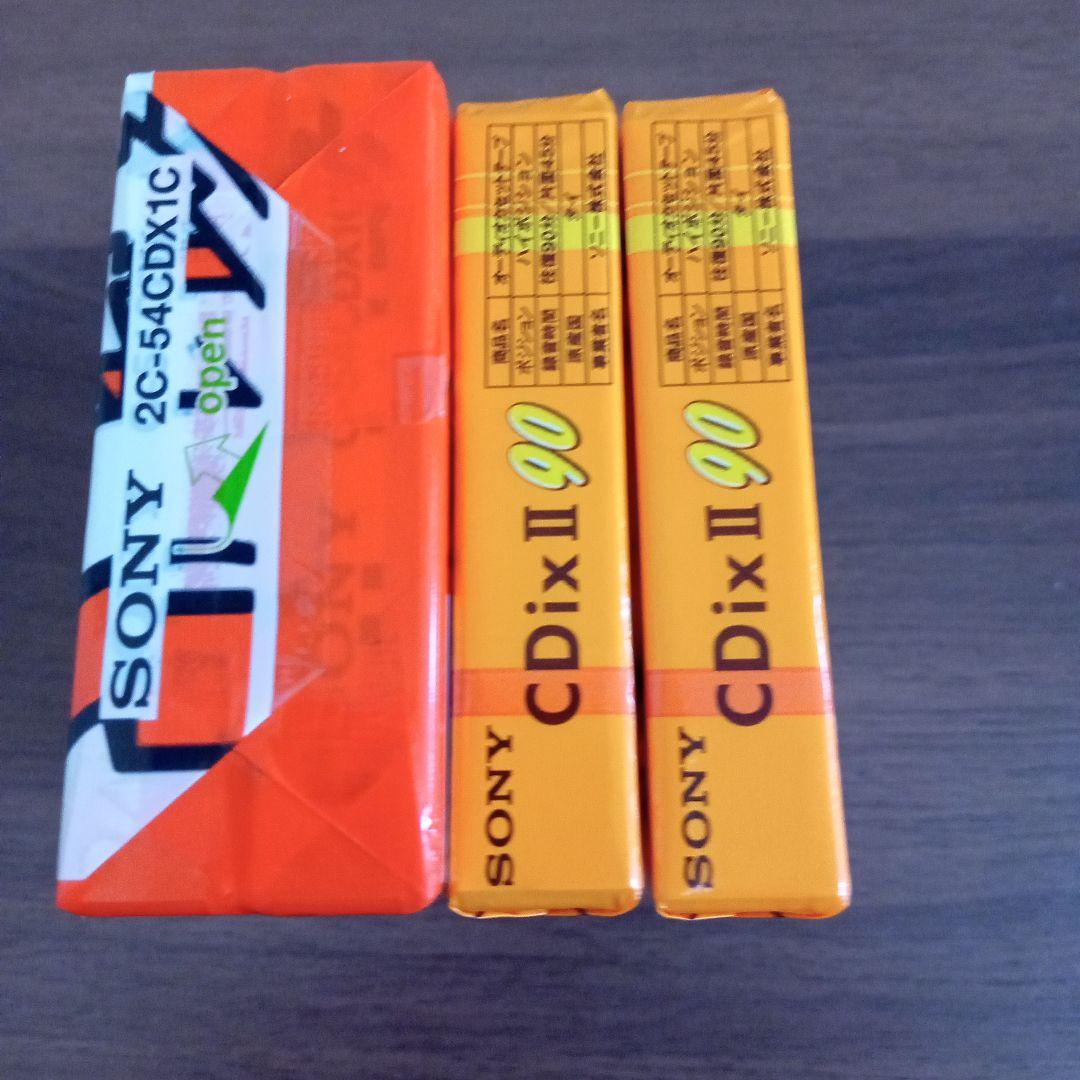 SONY 2C-54CDX1C
open
SONY CDixⅡ 90
商品名 オーディオカセットテープ
ポジション ハイポジション
録音時間 往復90分/片面45分
原産国 タイ
事業者名 ソニー株式会社
SONY CDixⅡ 90
商品名 オーディオカセットテープ
ポジション ハイポジション
録音時間 往復90分/片面45分
原産国 タイ
事業者名 ソニー株式会社